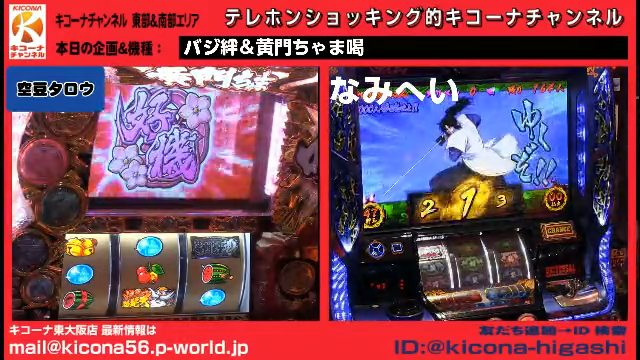 KICONA
キコーナ
チャンネル
キコーナチャンネル 東部&南部エリア
テレホンショッキング的キコーナチャンネル
本日の企画&機種：
バジ絆&黄門ちゃま喝
空豆タロウ
なみへい
好機
ゆくぞ!!
2 1 3
CHANGE
キコーナ東大阪店 最新情報は
mail@kicona56.p-world.jp
友だち追加→ID 検索
ID:@kicona-higashi